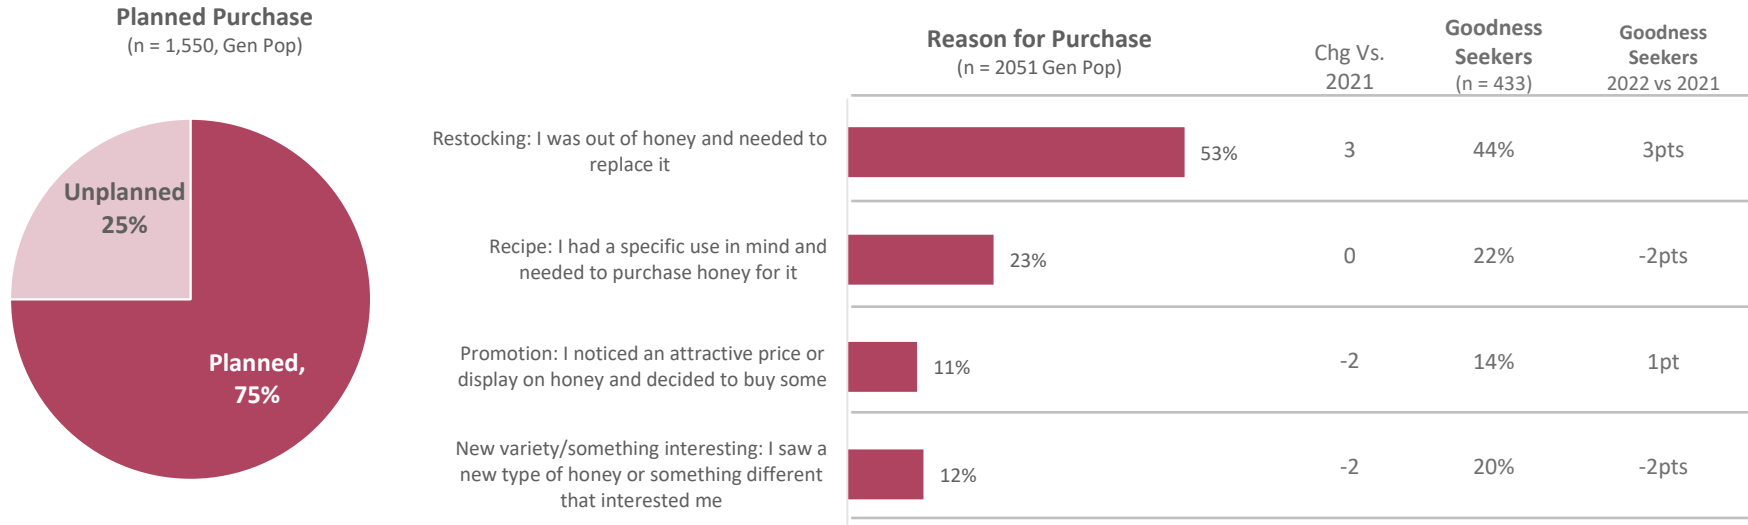 Planned Purchase
(n = 1,550, Gen Pop)
Unplanned
25%
Planned,
75%
Reason for Purchase
(n = 2051 Gen Pop)
Chg Vs.
2021
Goodness
Seekers
(n = 433)
Goodness
Seekers
2022 vs 2021
Restocking: I was out of honey and needed to
replace it
53%
3
44%
3pts
Recipe: I had a specific use in mind and
needed to purchase honey for it
23%
0
22%
-2pts
Promotion: I noticed an attractive price or
display on honey and decided to buy some
11%
-2
14%
1pt
New variety/something interesting: I saw a
new type of honey or something different
that interested me
12%
-2
20%
-2pts